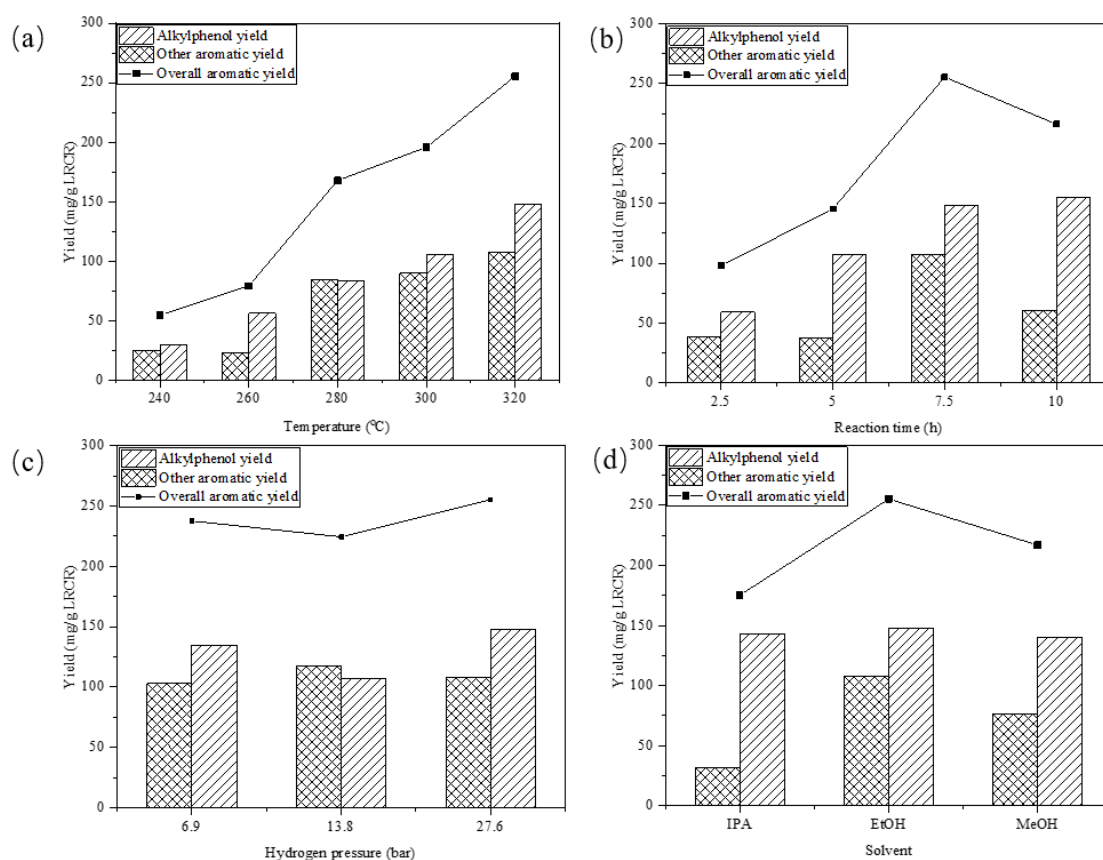 (a)
Alkylphenol yield
Other aromatic yield
Overall aromatic yield
300
250
200
150
100
50
0
Yield (mg/g LRCR)
240 260 280 300 320
Temperature (⁰C)
(b)
Alkylphenol yield
Other aromatic yield
Overall aromatic yield
300
250
200
150
100
50
0
Yield (mg/g LRCR)
2.5 5 7.5 10
Reaction time (h)
(c)
Alkylphenol yield
Other aromatic yield
Overall aromatic yield
300
250
200
150
100
50
0
Yield (mg/g LRCR)
6.9 13.8 27.6
Hydrogen pressure (bar)
(d)
Alkylphenol yield
Other aromatic yield
Overall aromatic yield
300
250
200
150
100
50
0
Yield (mg/g LRCR)
IPA EtOH MeOH
Solvent